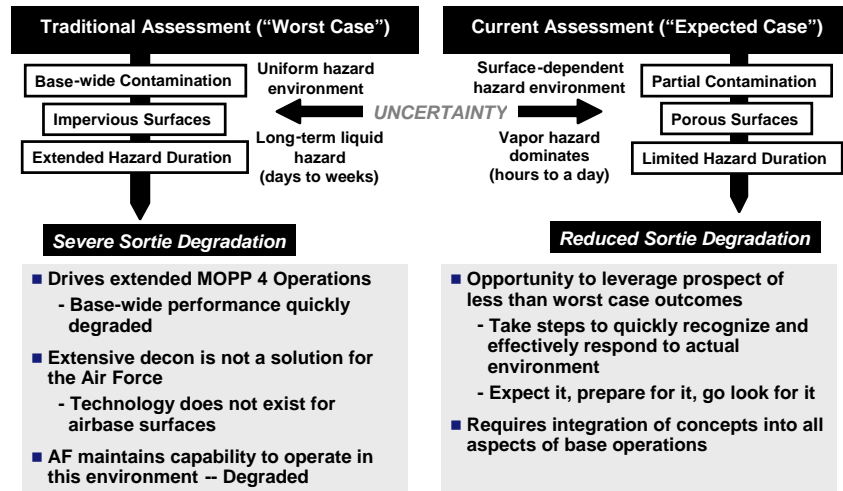 Traditional Assessment (“Worst Case”)
Base-wide Contamination
Impervious Surfaces
Extended Hazard Duration
Uniform hazard
environment
Long-term liquid
hazard
(days to weeks)
UNCERTAINTY
Current Assessment (“Expected Case”)
Surface-dependent
hazard environment
Vapor hazard
dominates
(hours to a day)
Partial Contamination
Porous Surfaces
Limited Hazard Duration
Severe Sortie Degradation
■ Drives extended MOPP 4 Operations
- Base-wide performance quickly
degraded
■ Extensive decon is not a solution for
the Air Force
- Technology does not exist for
airbase surfaces
■ AF maintains capability to operate in
this environment -- Degraded
Reduced Sortie Degradation
■ Opportunity to leverage prospect of
less than worst case outcomes
- Take steps to quickly recognize and
effectively respond to actual
environment
- Expect it, prepare for it, go look for it
■ Requires integration of concepts into all
aspects of base operations